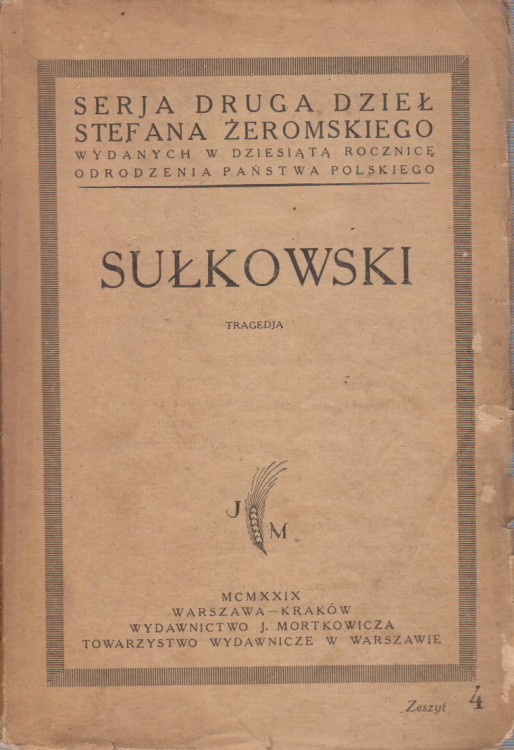 SERJA DRUGA DZIEŁ
STEFANA ŻEROMSKIEGO
WYDANYCH W DZIESIĄTĄ ROCZNICĘ
ODRODZENIA PAŃSTWA POLSKIEGO
SUŁKOWSKI
TRAGEDJA
J M
MCMXXIX
WARSZAWA—KRAKÓW
WYDAWNICTWO J. MORTKOWICZA
TOWARZYSTWO WYDAWNICZE W WARSZAWIE
Zeszyt 4